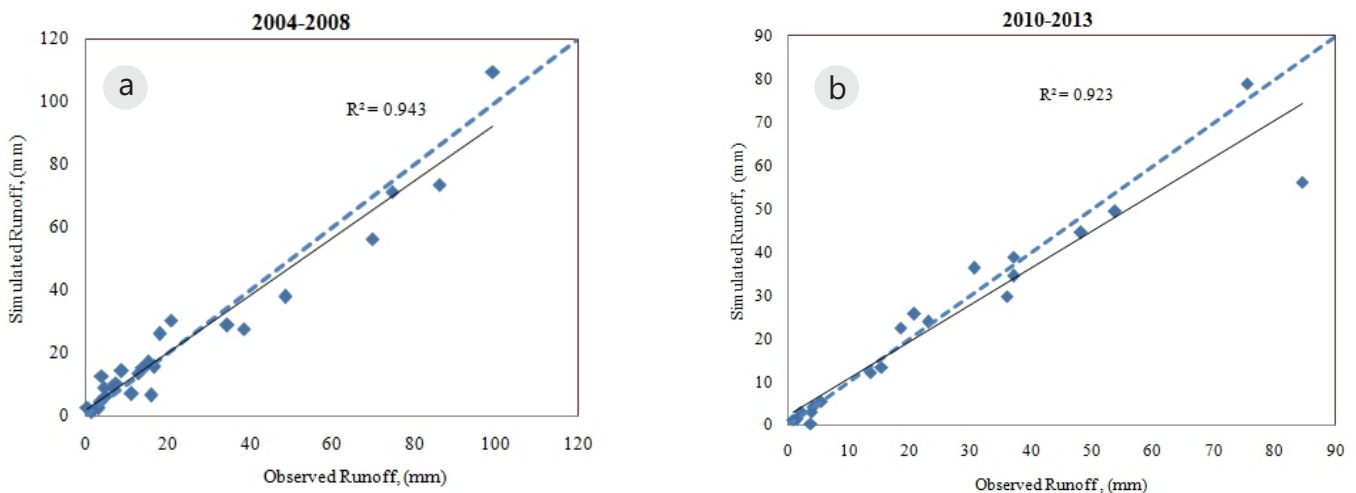 2004-2008
120
100
80
60
40
20
0
Simulated Runoff, (mm)
a
R² = 0.943
0 20 40 60 80 100 120
Observed Runoff, (mm)
2010-2013
90
80
70
60
50
40
30
20
10
0
Simulated Runoff, (mm)
b
R² = 0.923
0 10 20 30 40 50 60 70 80 90
Observed Runoff, (mm)